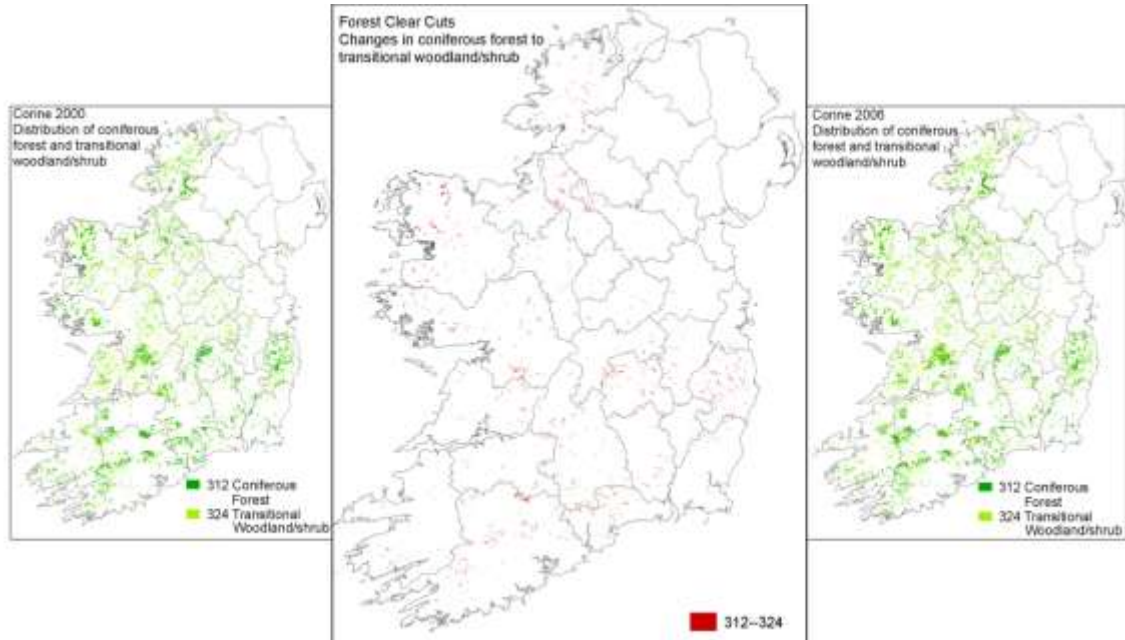 Corine 2000
Distribution of coniferous
forest and transitional
woodland/shrub
312 Coniferous
Forest
324 Transitional
Woodland/shrub
Forest Clear Cuts
Changes in coniferous forest to
transitional woodland/shrub
312--324
Corine 2006
Distribution of coniferous
forest and transitional
woodland/shrub
312 Coniferous
Forest
324 Transitional
Woodland/shrub